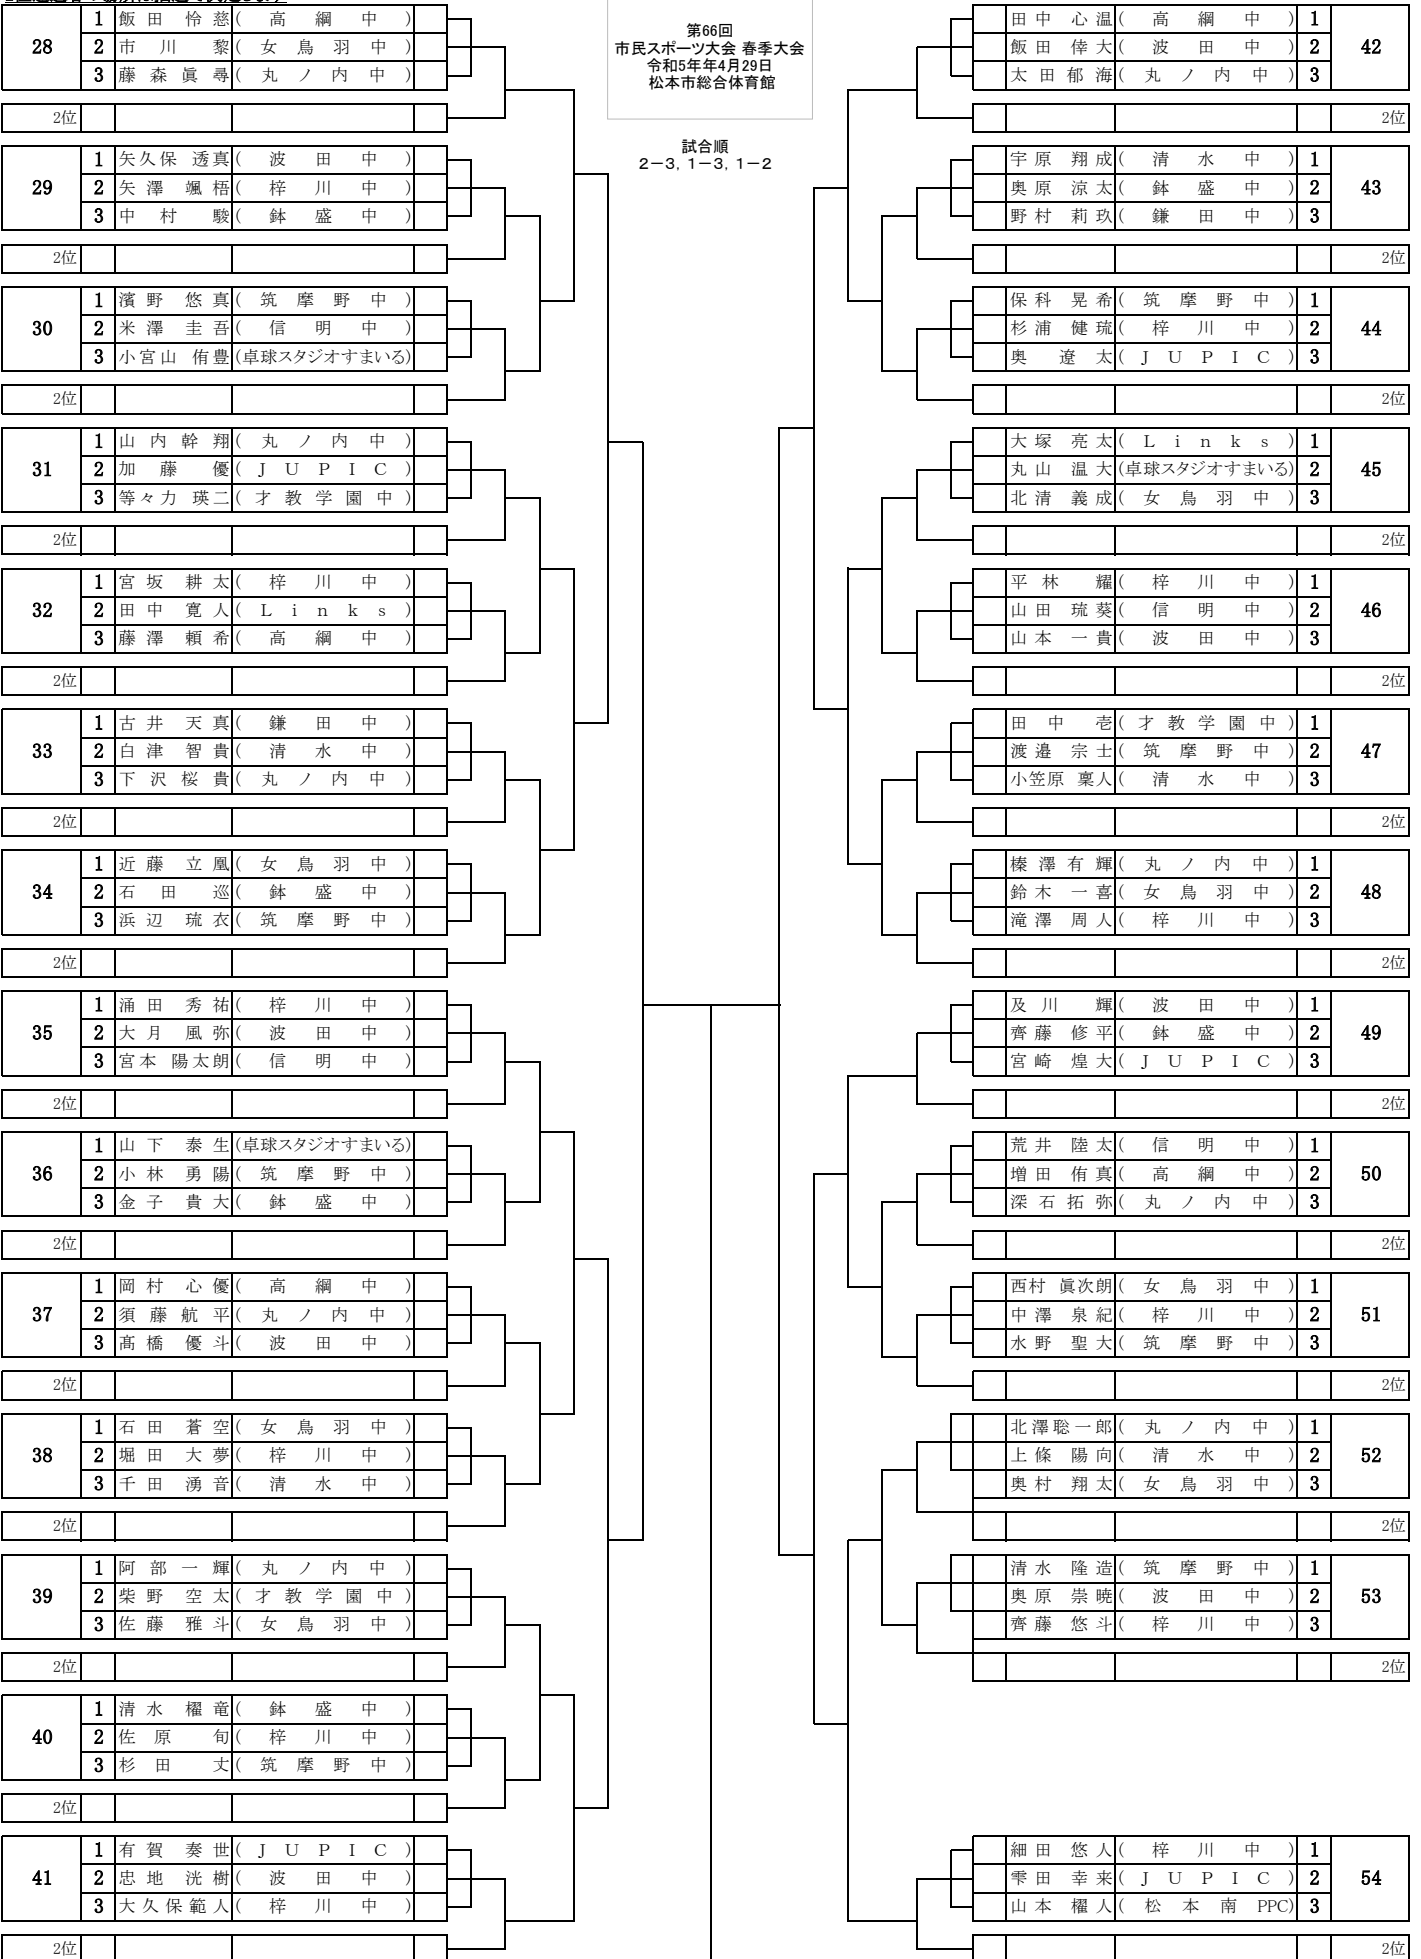 28
1 飯田 怜慈 (高綱中)
2 市川 黎 (女鳥羽中)
3 藤森眞尋 (丸ノ内中)
2位
29
1 矢久保 透真 (波田中)
2 矢澤 颯梧 (梓川中)
3 中村 駿 (鉢盛中)
2位
30
1 濱野 悠真 (筑摩野中)
2 米澤 圭吾 (信明中)
3 小宮山 侑豊 (卓球スタジオすまいる)
2位
31
1 山内幹翔 (丸ノ内中)
2 加藤 優 (JUPIC)
3 等々力 瑛二 (才教学園中)
2位
32
1 宮坂 耕太 (梓川中)
2 田中 寛人 (Links)
3 藤澤 頼希 (高綱中)
2位
33
1 古井 天真 (鎌田中)
2 白津 智貴 (清水中)
3 下沢桜貴 (丸ノ内中)
2位
34
1 近藤 立凰 (女鳥羽中)
2 石田 巡 (鉢盛中)
3 浜辺 琉衣 (筑摩野中)
2位
35
1 涌田 秀祐 (梓川中)
2 大月 風弥 (波田中)
3 宮本 陽太朗 (信明中)
2位
36
1 山下 泰生 (卓球スタジオすまいる)
2 小林 勇陽 (筑摩野中)
3 金子 貴大 (鉢盛中)
2位
37
1 岡村 心優 (高綱中)
2 須藤航平 (丸ノ内中)
3 髙橋 優斗 (波田中)
2位
38
1 石田 蒼空 (女鳥羽中)
2 堀田 大夢 (梓川中)
3 千田 湧音 (清水中)
2位
39
1 阿部一輝 (丸ノ内中)
2 柴野 空太 (才教学園中)
3 佐藤 雅斗 (女鳥羽中)
2位
40
1 清水 櫂竜 (鉢盛中)
2 佐原 旬 (梓川中)
3 杉田 丈 (筑摩野中)
2位
41
1 有賀 奏世 (JUPIC)
2 忠地 洸樹 (波田中)
3 大久保範人 (梓川中)
2位
第66回
市民スポーツ大会 春季大会
令和5年年4月29日
松本市総合体育館
試合順
2－3, 1－3, 1－2
田中 心温 (高綱中) 1
飯田 倖大 (波田中) 2
太田郁海 (丸ノ内中) 3
42
2位
宇原 翔成 (清水中) 1
奥原 涼太 (鉢盛中) 2
野村 莉玖 (鎌田中) 3
43
2位
保科 晃希 (筑摩野中) 1
杉浦 健琉 (梓川中) 2
奥 遼太 (JUPIC) 3
44
2位
大塚 亮太 (Links) 1
丸山 温大 (卓球スタジオすまいる) 2
北清 義成 (女鳥羽中) 3
45
2位
平林 耀 (梓川中) 1
山田 琉葵 (信明中) 2
山本 一貴 (波田中) 3
46
2位
田中 壱 (才教学園中) 1
渡邉 宗士 (筑摩野中) 2
小笠原 稟人 (清水中) 3
47
2位
榛澤有輝 (丸ノ内中) 1
鈴木 一喜 (女鳥羽中) 2
滝澤 周人 (梓川中) 3
48
2位
及川 輝 (波田中) 1
齊藤 修平 (鉢盛中) 2
宮崎 煌大 (JUPIC) 3
49
2位
荒井 陸太 (信明中) 1
増田 侑真 (高綱中) 2
深石拓弥 (丸ノ内中) 3
50
2位
西村 眞次朗 (女鳥羽中) 1
中澤 泉紀 (梓川中) 2
水野 聖大 (筑摩野中) 3
51
2位
北澤聡一郎 (丸ノ内中) 1
上條 陽向 (清水中) 2
奥村 翔太 (女鳥羽中) 3
52
2位
清水 隆造 (筑摩野中) 1
奥原 崇暁 (波田中) 2
齊藤 悠斗 (梓川中) 3
53
2位
細田 悠人 (梓川中) 1
雫田 幸来 (JUPIC) 2
山本 櫂人 (松本南PPC) 3
54
2位